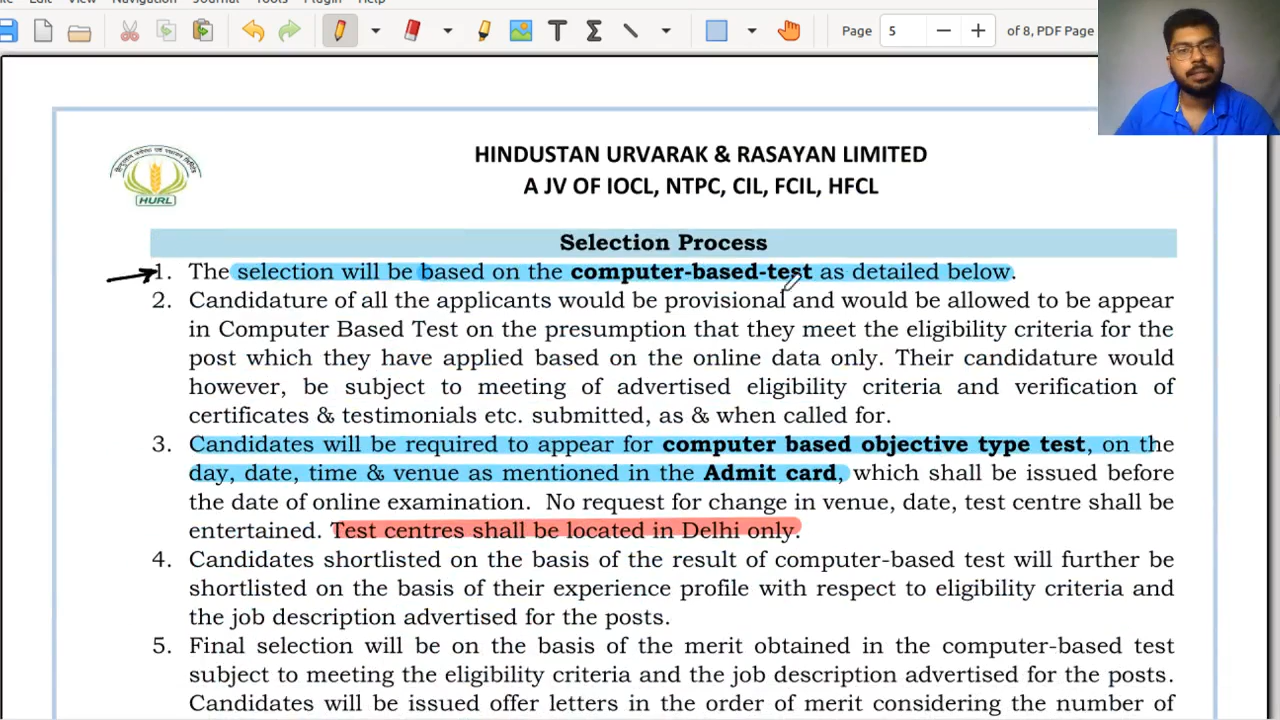 Edit View Navigation Journal Tools Plugin Help
Page 5 of 8, PDF Page
HURL
HINDUSTAN URVARAK & RASAYAN LIMITED
A JV OF IOCL, NTPC, CIL, FCIL, HFCL
Selection Process
1. The selection will be based on the computer-based-test as detailed below.
2. Candidature of all the applicants would be provisional and would be allowed to be appear
in Computer Based Test on the presumption that they meet the eligibility criteria for the
post which they have applied based on the online data only. Their candidature would
however, be subject to meeting of advertised eligibility criteria and verification of
certificates & testimonials etc. submitted, as & when called for.
3. Candidates will be required to appear for computer based objective type test, on the
day, date, time & venue as mentioned in the Admit card, which shall be issued before
the date of online examination. No request for change in venue, date, test centre shall be
entertained. Test centres shall be located in Delhi only.
4. Candidates shortlisted on the basis of the result of computer-based test will further be
shortlisted on the basis of their experience profile with respect to eligibility criteria and
the job description advertised for the posts.
5. Final selection will be on the basis of the merit obtained in the computer-based test
subject to meeting the eligibility criteria and the job description advertised for the posts.
Candidates will be issued offer letters in the order of merit considering the number of